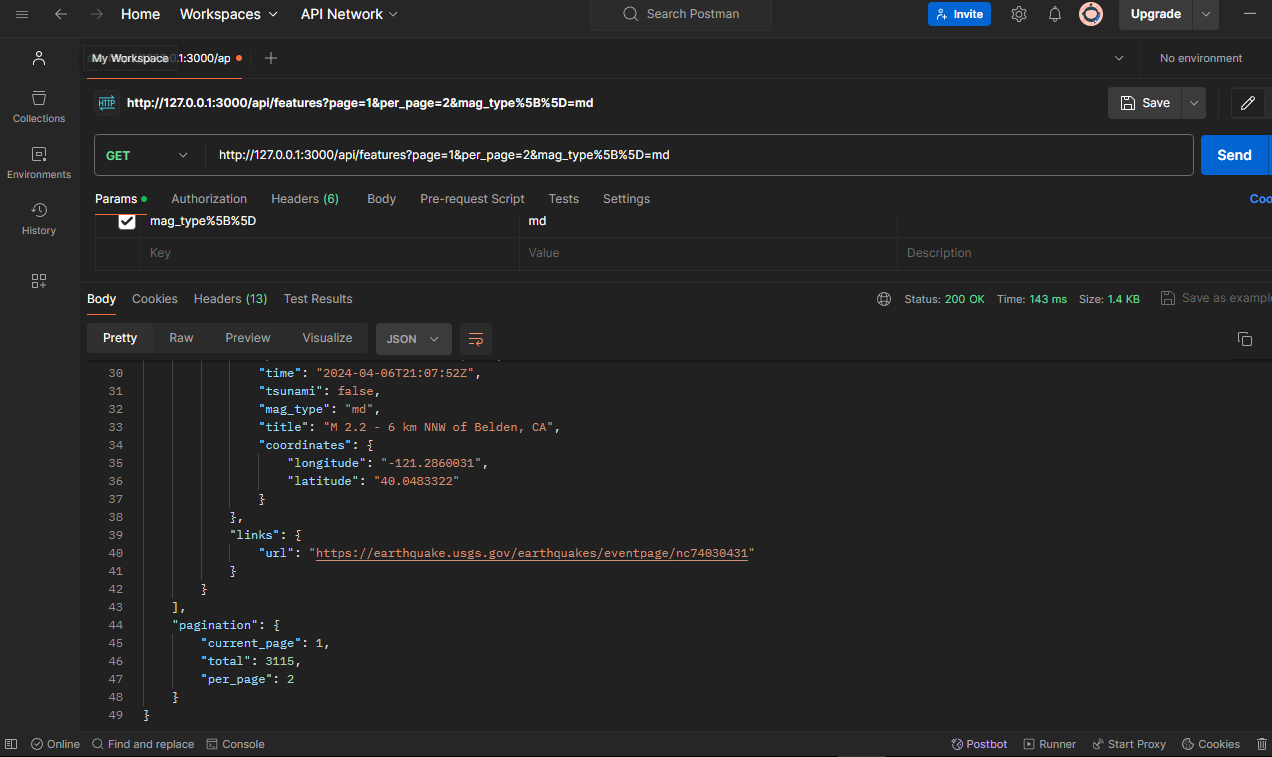 Home Workspaces API Network Search Postman Invite Upgrade
My Workspace .1:3000/ap No environment
HTTP http://127.0.0.1:3000/api/features?page=1&per_page=2&mag_type%5B%5D=md Save
Collections
GET http://127.0.0.1:3000/api/features?page=1&per_page=2&mag_type%5B%5D=md Send
Environments
Params Authorization Headers (6) Body Pre-request Script Tests Settings Coo
History
mag_type%5B%5D md
Key Value Description
Body Cookies Headers (13) Test Results Status: 200 OK Time: 143 ms Size: 1.4 KB Save as example
Pretty Raw Preview Visualize JSON
30 "time": "2024-04-06T21:07:52Z",
31 "tsunami": false,
32 "mag_type": "md",
33 "title": "M 2.2 - 6 km NNW of Belden, CA",
34 "coordinates": {
35 "longitude": "-121.2860031",
36 "latitude": "40.0483322"
37 }
38 },
39 "links": {
40 "url": "https://earthquake.usgs.gov/earthquakes/eventpage/nc74030431"
41 }
42 }
43 ],
44 "pagination": {
45 "current_page": 1,
46 "total": 3115,
47 "per_page": 2
48 }
49 }
Online Find and replace Console Postbot Runner Start Proxy Cookies